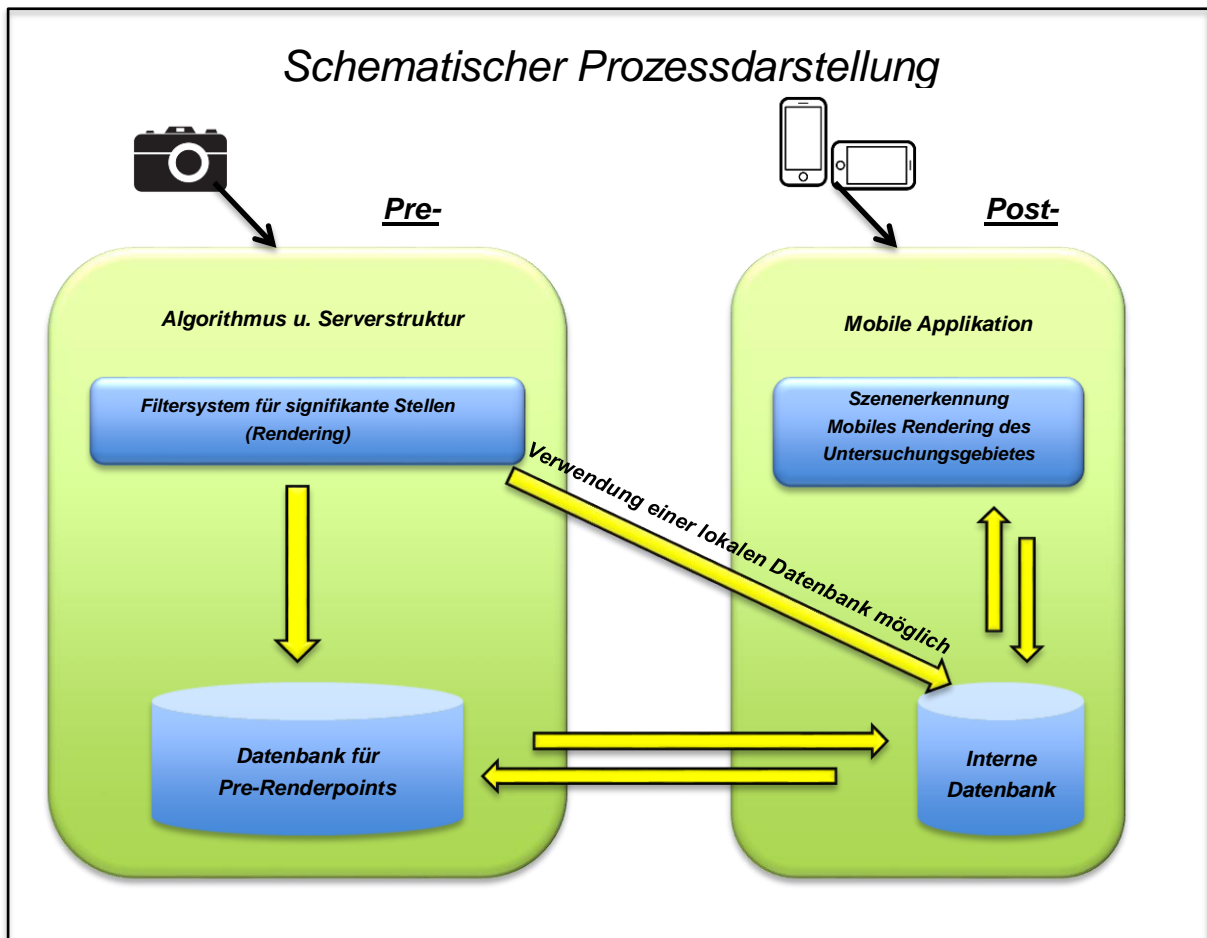 Schematischer Prozessdarstellung
Pre-
Post-
Algorithmus u. Serverstruktur
Filtersystem für signifikante Stellen
(Rendering)
Mobile Applikation
Szenenerkennung
Mobiles Rendering des
Untersuchungsgebietes
Verwendung einer lokalen Datenbank möglich
Datenbank für
Pre-Renderpoints
Interne
Datenbank